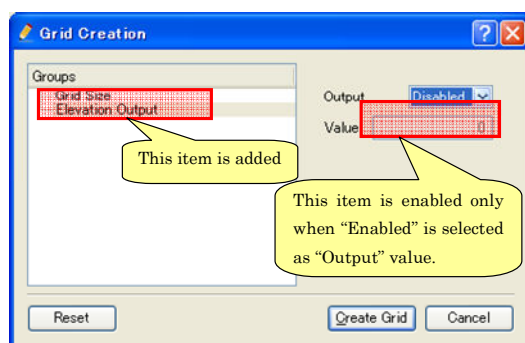 Grid Creation
Groups
Grid Size
Elevation Output
Output
Disabled
Value
0
This item is added
This item is enabled only
when “Enabled” is selected
as “Output” value.
Reset
Create Grid
Cancel